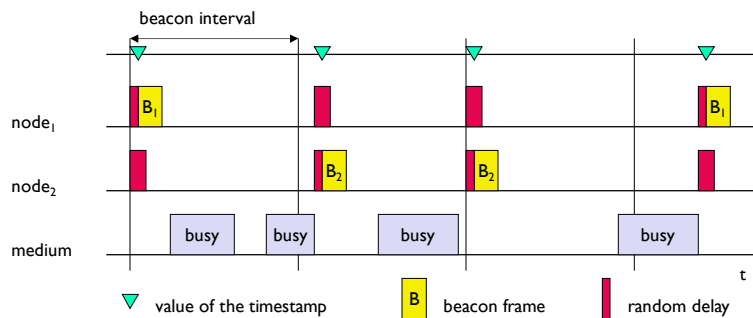 beacon interval
node1 B1 B1
node2 B2 B2
medium busy busy busy busy
t
value of the timestamp B beacon frame random delay